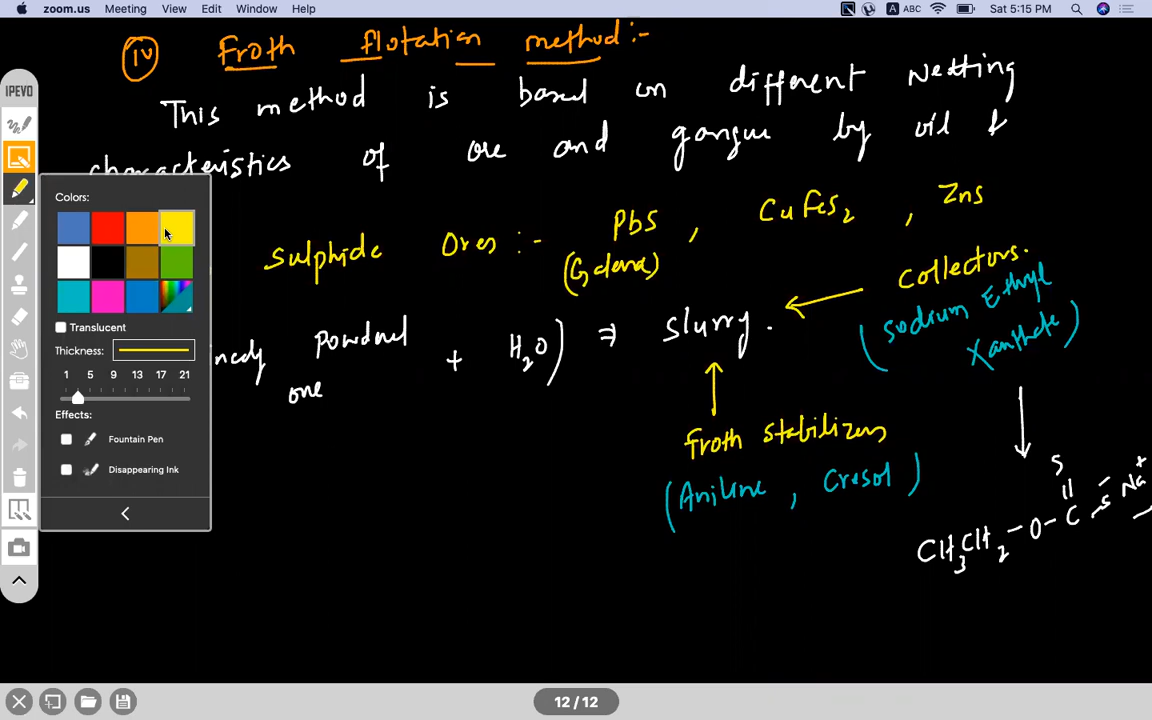 zoom.us Meeting View Edit Window Help A ABC Sat 5:15 PM
(iv) Froth flotation method:-
IPEVO
This method is based on different Wetting
characteristics of ore and gangue by oil &
Colors:
sulphide Ores :- PbS , CuFeS2 , ZnS
(Galena)
collectors.
(sodium Ethyl
Xanthate)
Translucent
Thickness:
powdred + H2O) ⇒ slurry.
ore
1 5 9 13 17 21
Effects:
Fountain Pen
Disappearing Ink
froth stabilizers
(Aniline , Cresol)
S
||
CH3CH2-O-C-S- Na+
12 / 12